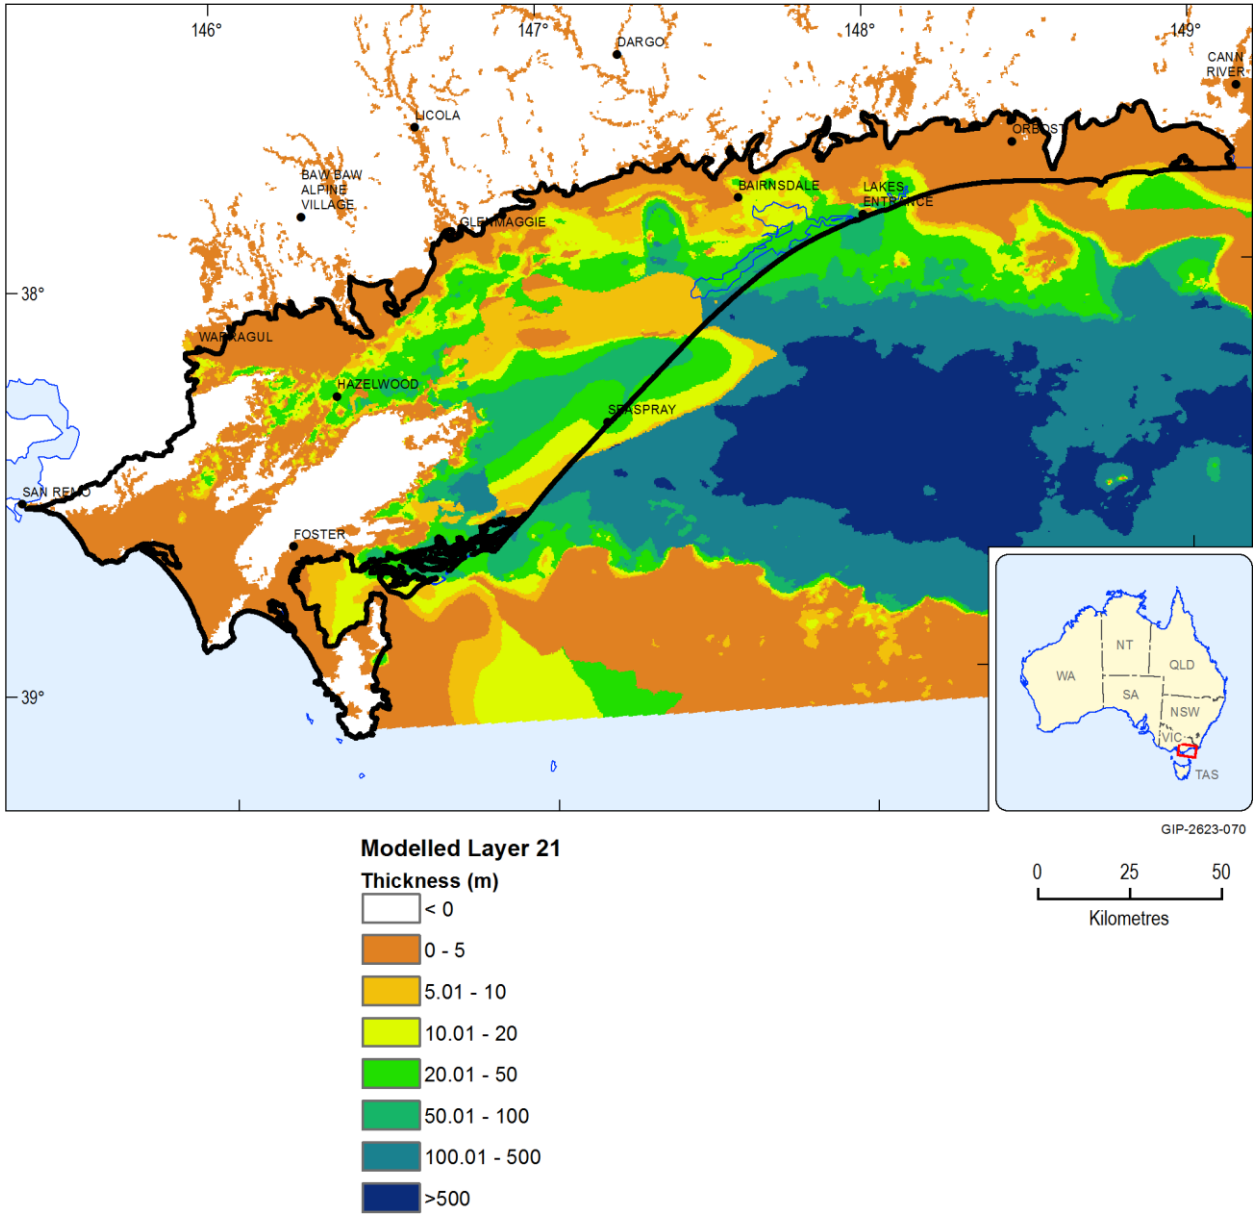 146°
147°
148°
149°
DARGO
CANN
RIVER
LICOLA
ORBOST
BAW BAW
ALPINE
VILLAGE
BAIRNSDALE
LAKES
ENTRANCE
GLENMAGGIE
38°
WARRAGUL
HAZELWOOD
SEASPRAY
SAN REMO
FOSTER
39°
NT
QLD
WA
SA
NSW
VIC
TAS
GIP-2623-070
Modelled Layer 21
Thickness (m)
< 0
0 - 5
5.01 - 10
10.01 - 20
20.01 - 50
50.01 - 100
100.01 - 500
>500
0 25 50
Kilometres